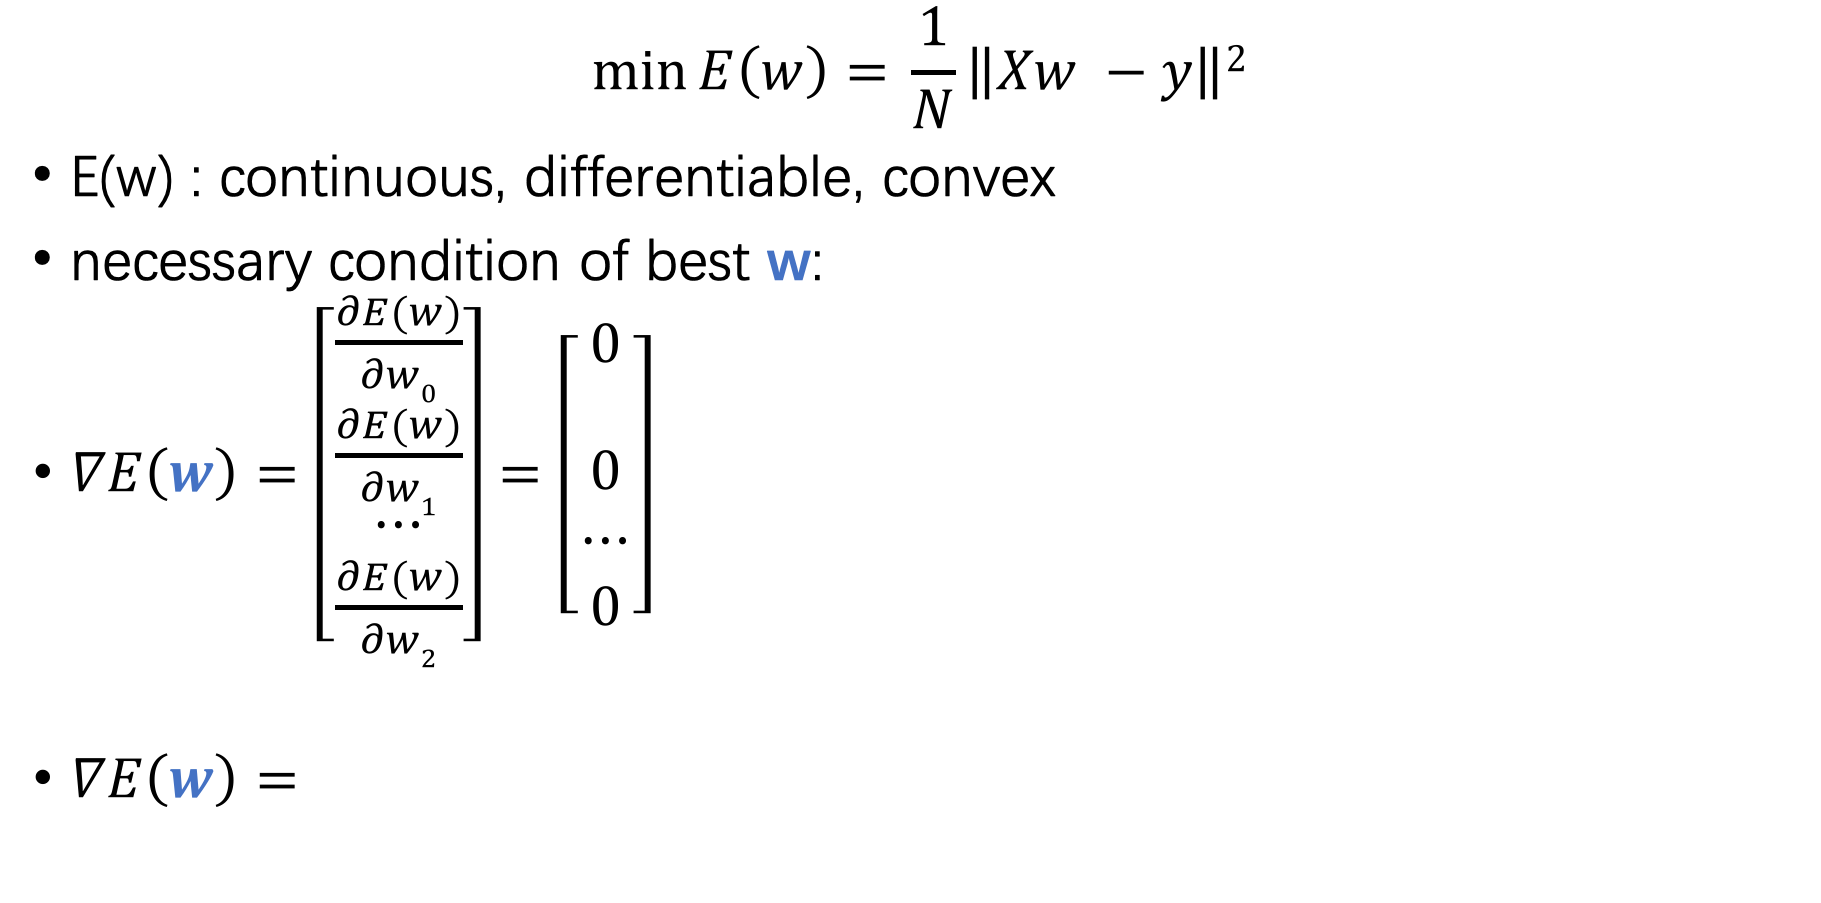 min E(w) = 1/N ‖Xw − y‖²
• E(w) : continuous, differentiable, convex
• necessary condition of best w:
• ∇E(w) = [∂E(w)/∂w₀ ∂E(w)/∂w₁ ⋯ ∂E(w)/∂w₂] = [0 0 ⋯ 0]
• ∇E(w) =